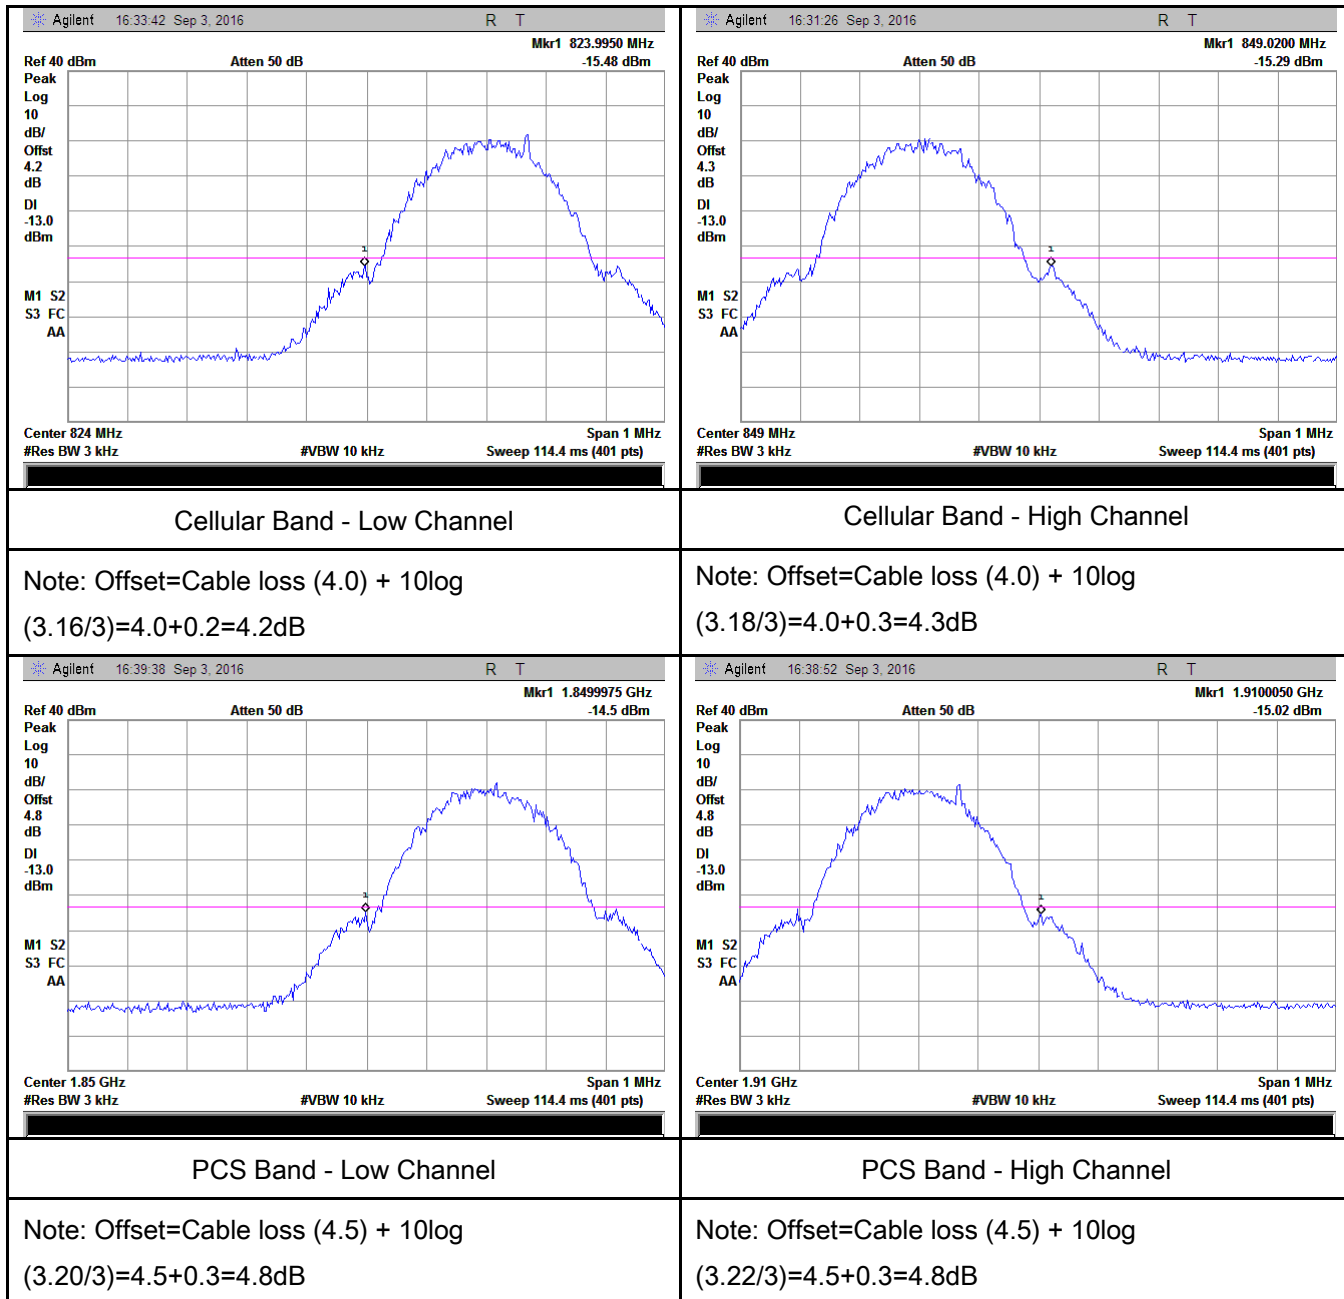 Agilent 16:33:42 Sep 3, 2016 R T
Mkr1 823.9950 MHz
Ref 40 dBm Atten 50 dB -15.48 dBm
Peak
Log
10
dB/
Offst
4.2
dB
DI
-13.0
dBm
M1 S2
S3 FC
AA
1
Center 824 MHz Span 1 MHz
#Res BW 3 kHz #VBW 10 kHz Sweep 114.4 ms (401 pts)
Cellular Band - Low Channel
Note: Offset=Cable loss (4.0) + 10log
(3.16/3)=4.0+0.2=4.2dB
Agilent 16:31:26 Sep 3, 2016 R T
Mkr1 849.0200 MHz
Ref 40 dBm Atten 50 dB -15.29 dBm
Peak
Log
10
dB/
Offst
4.3
dB
DI
-13.0
dBm
M1 S2
S3 FC
AA
1
Center 849 MHz Span 1 MHz
#Res BW 3 kHz #VBW 10 kHz Sweep 114.4 ms (401 pts)
Cellular Band - High Channel
Note: Offset=Cable loss (4.0) + 10log
(3.18/3)=4.0+0.3=4.3dB
Agilent 16:39:38 Sep 3, 2016 R T
Mkr1 1.8499975 GHz
Ref 40 dBm Atten 50 dB -14.5 dBm
Peak
Log
10
dB/
Offst
4.8
dB
DI
-13.0
dBm
M1 S2
S3 FC
AA
1
Center 1.85 GHz Span 1 MHz
#Res BW 3 kHz #VBW 10 kHz Sweep 114.4 ms (401 pts)
PCS Band - Low Channel
Note: Offset=Cable loss (4.5) + 10log
(3.20/3)=4.5+0.3=4.8dB
Agilent 16:38:52 Sep 3, 2016 R T
Mkr1 1.9100050 GHz
Ref 40 dBm Atten 50 dB -15.02 dBm
Peak
Log
10
dB/
Offst
4.8
dB
DI
-13.0
dBm
M1 S2
S3 FC
AA
1
Center 1.91 GHz Span 1 MHz
#Res BW 3 kHz #VBW 10 kHz Sweep 114.4 ms (401 pts)
PCS Band - High Channel
Note: Offset=Cable loss (4.5) + 10log
(3.22/3)=4.5+0.3=4.8dB